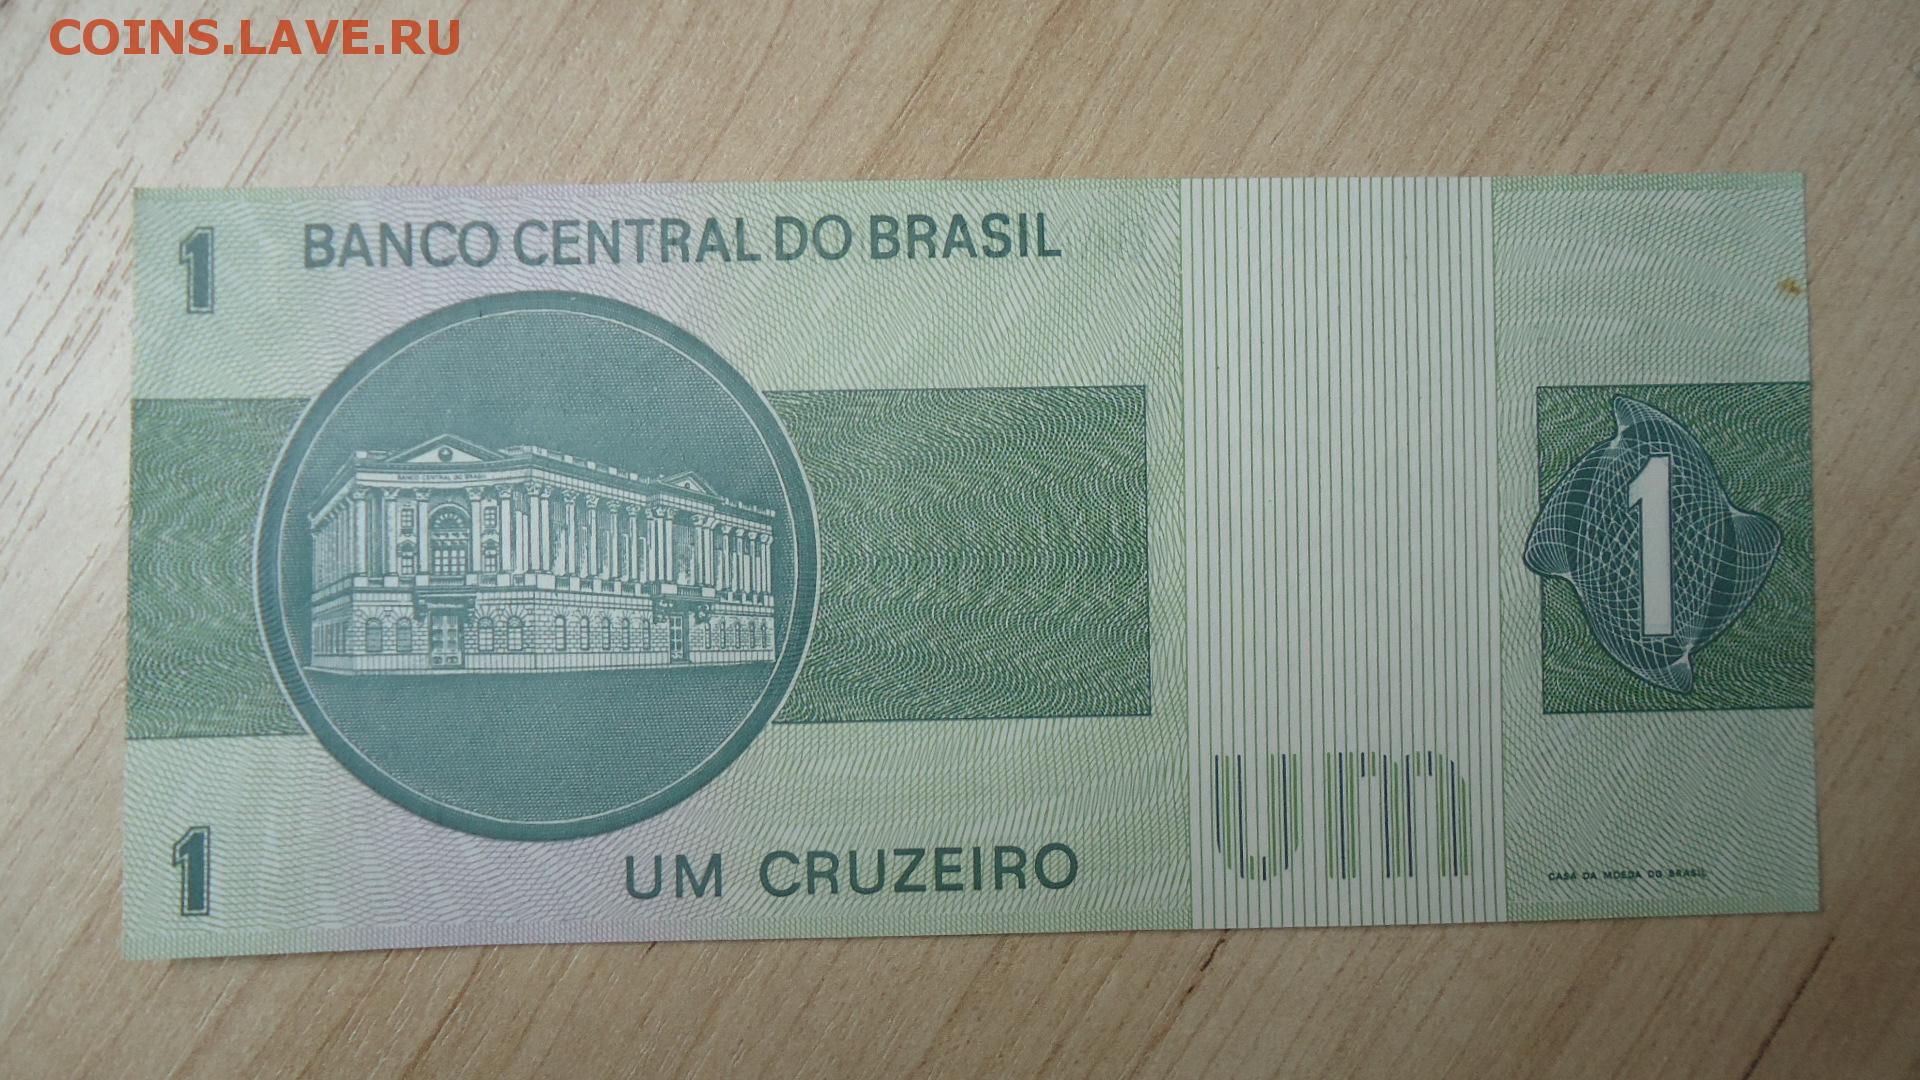 COINS.LAVE.RU
1
BANCO CENTRAL DO BRASIL
BANCO CENTRAL DO BRASIL
1
1
UM CRUZEIRO
um
CASA DA MOEDA DO BRASIL